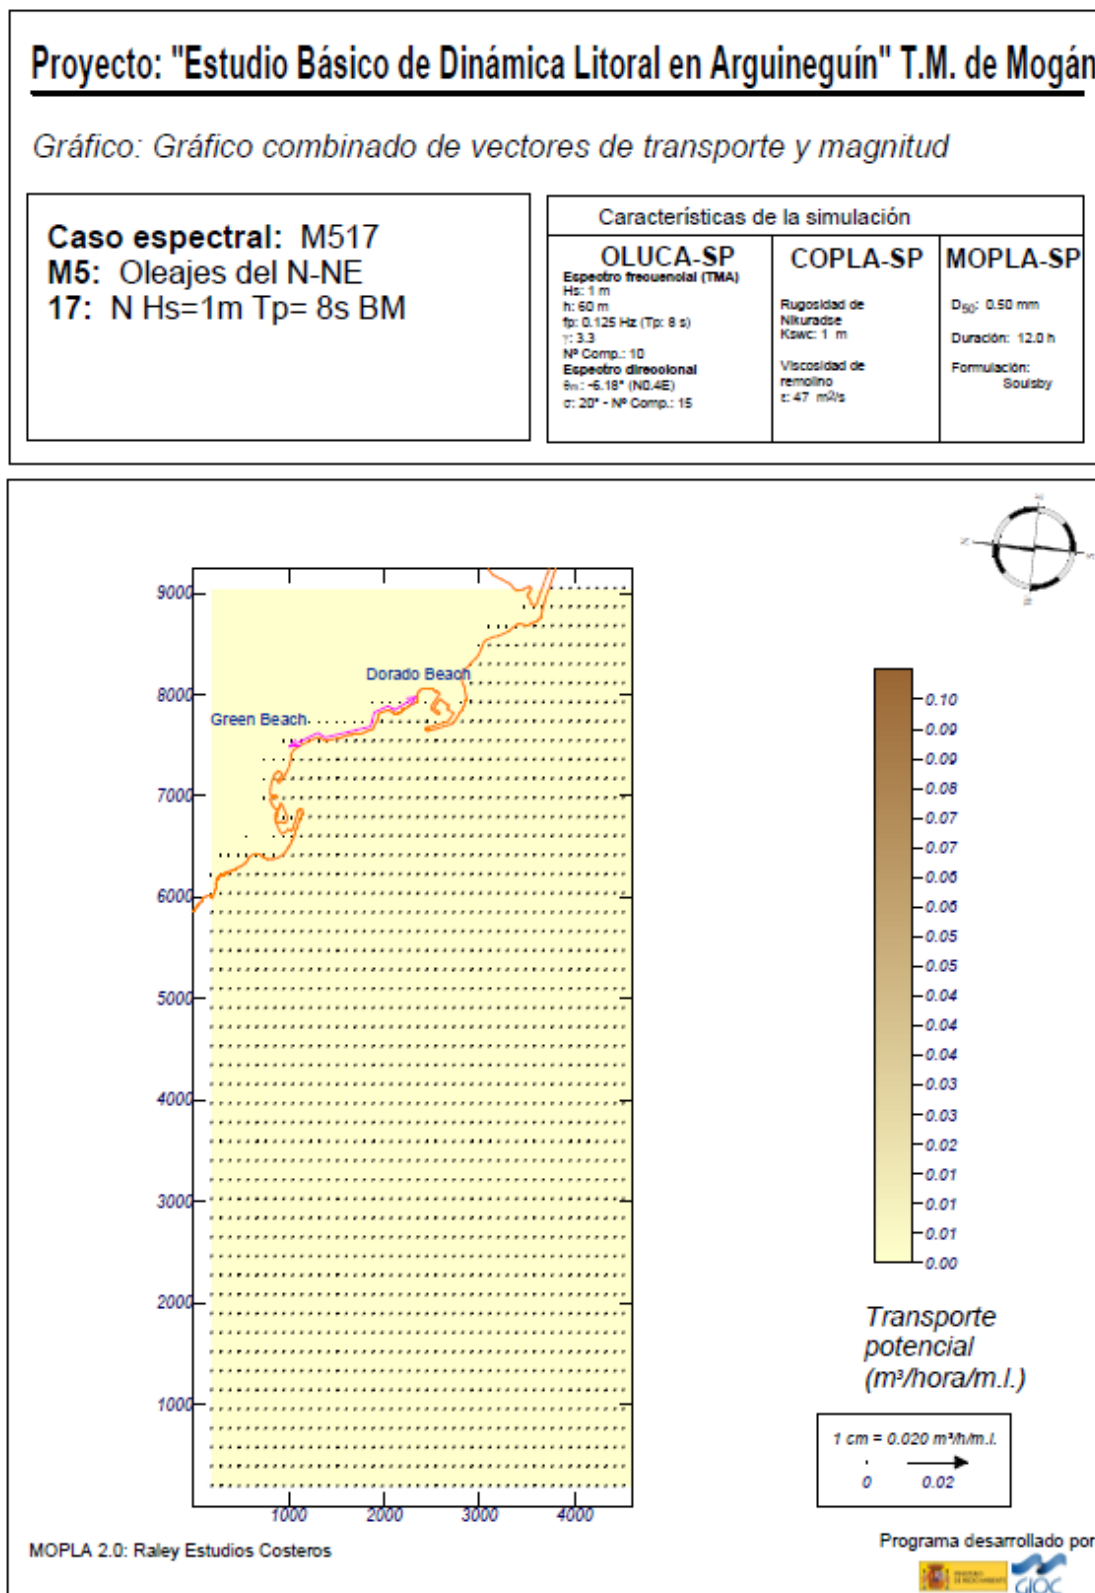 Proyecto: "Estudio Básico de Dinámica Litoral en Arguineguín" T.M. de Mogán
Gráfico: Gráfico combinado de vectores de transporte y magnitud
Caso espectral: M517
M5: Oleajes del N-NE
17: N Hs=1m Tp= 8s BM
Características de la simulación
OLUCA-SP
Espectro frecuencial (TMA)
Hs: 1 m
h: 60 m
fp: 0.125 Hz (Tp: 8 s)
γ: 3.3
Nº Comp.: 10
Espectro direccional
θm: -6.18° (N0.4E)
σ: 20° - Nº Comp.: 15
COPLA-SP
Rugosidad de
Nikuradse
Kswc: 1 m
Viscosidad de
remolino
ε: 47 m2/s
MOPLA-SP
D50: 0.50 mm
Duración: 12.0 h
Formulación:
Soulsby
N
9000
8000
7000
6000
5000
4000
3000
2000
1000
1000 2000 3000 4000
Dorado Beach
Green Beach
0.10
0.09
0.09
0.08
0.07
0.07
0.06
0.06
0.05
0.05
0.04
0.04
0.04
0.03
0.03
0.02
0.01
0.01
0.01
0.00
Transporte
potencial
(m³/hora/m.l.)
1 cm = 0.020 m³/h/m.l.
0 0.02
MOPLA 2.0: Raley Estudios Costeros
Programa desarrollado por
GIOC